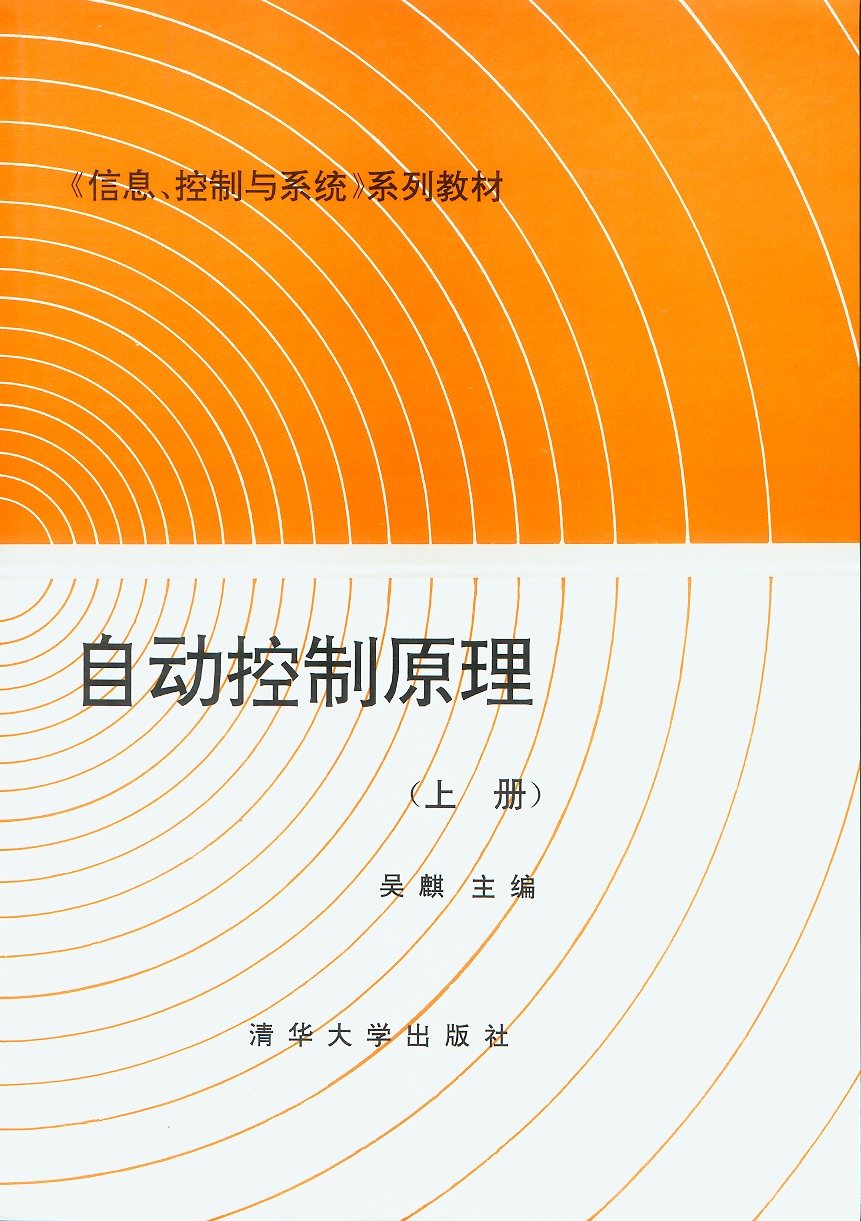 《信息、控制与系统》系列教材
自动控制原理
（上 册）
吴麒 主编
清华大学出版社